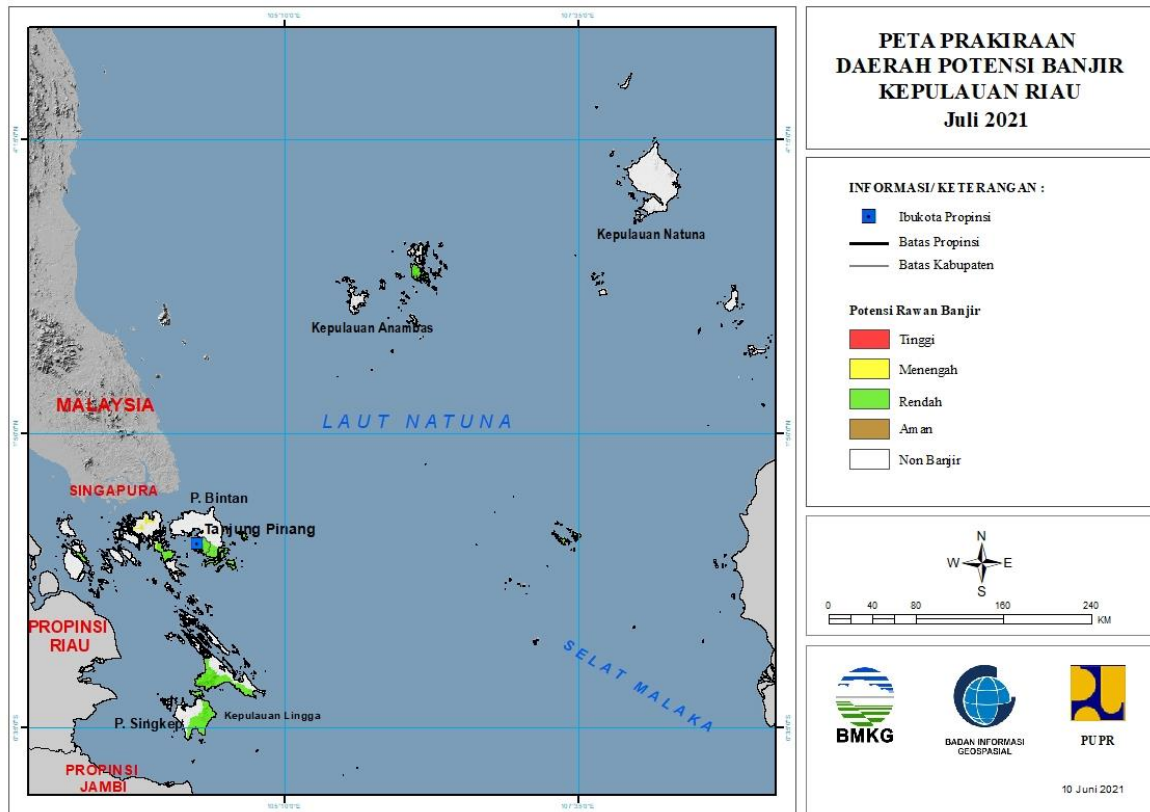 PETA PRAKIRAAN
DAERAH POTENSI BANJIR
KEPULAUAN RIAU
Juli 2021
INFORMASI/ KETERANGAN :
Ibukota Propinsi
Batas Propinsi
Batas Kabupaten
Potensi Rawan Banjir
Tinggi
Menengah
Rendah
Aman
Non Banjir
N
W
E
S
0 40 80 160 240
KM
BMKG
BADAN INFORMASI
GEOSPASIAL
PUPR
10 Juni 2021
Kepulauan Natuna
Kepulauan Anambas
MALAYSIA
LAUT NATUNA
SINGAPURA
P. Bintan
Tanjung Pinang
PROPINSI
RIAU
SELAT MALAKA
P. Singkep
Kepulauan Lingga
PROPINSI
JAMBI